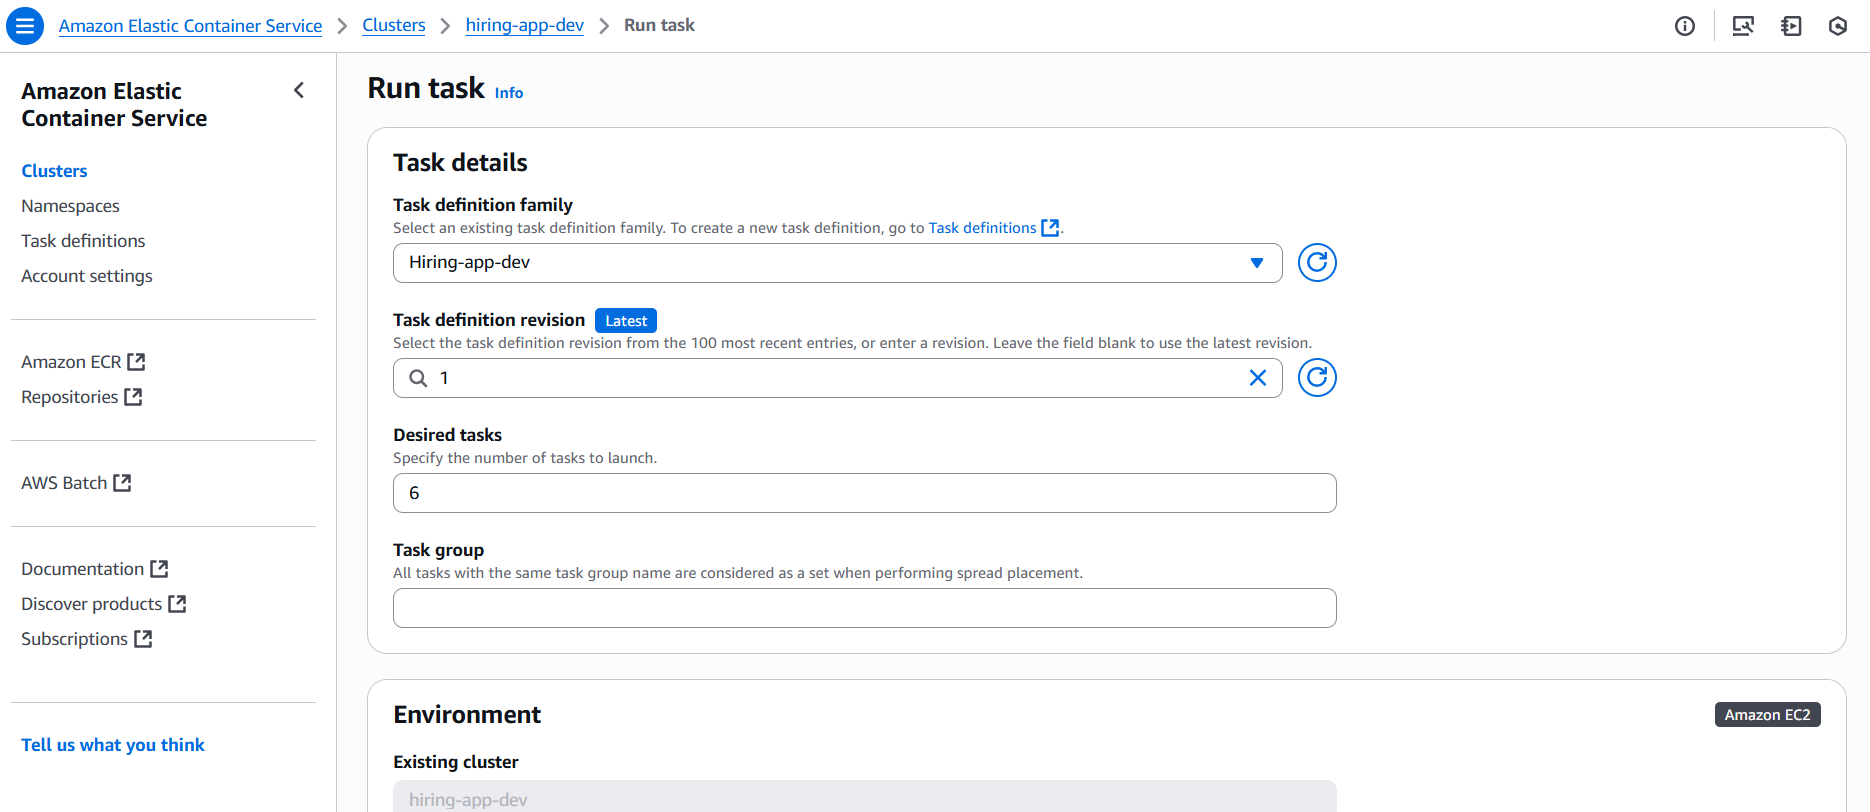 Amazon Elastic Container Service
Clusters
hiring-app-dev
Run task
Amazon Elastic
Container Service
Clusters
Namespaces
Task definitions
Account settings
Amazon ECR
Repositories
AWS Batch
Documentation
Discover products
Subscriptions
Tell us what you think
Run task Info
Task details
Task definition family
Select an existing task definition family. To create a new task definition, go to Task definitions.
Hiring-app-dev
Task definition revision Latest
Select the task definition revision from the 100 most recent entries, or enter a revision. Leave the field blank to use the latest revision.
1
Desired tasks
Specify the number of tasks to launch.
6
Task group
All tasks with the same task group name are considered as a set when performing spread placement.
Environment
Amazon EC2
Existing cluster
hiring-app-dev